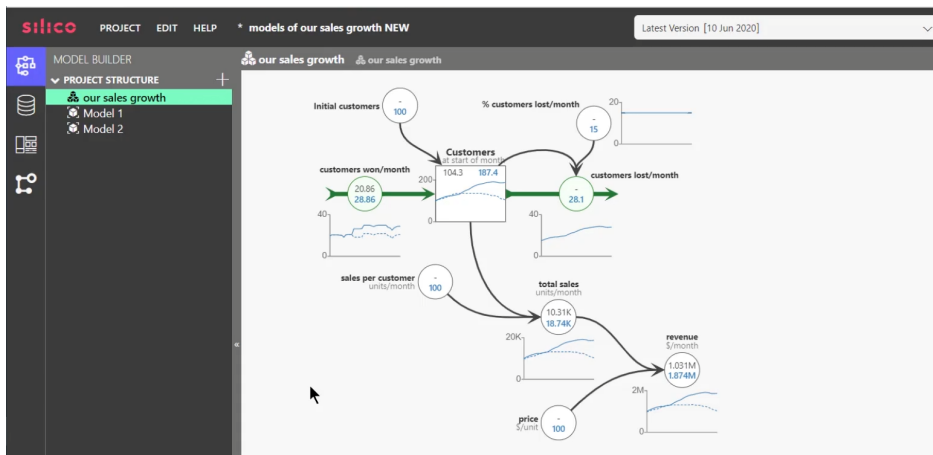 silico PROJECT EDIT HELP * models of our sales growth NEW Latest Version [10 Jun 2020]
MODEL BUILDER
PROJECT STRUCTURE
our sales growth
Model 1
Model 2
our sales growth our sales growth
Initial customers
-
100
% customers lost/month
-
15
20
0
Customers
at start of month
104.3 187.4
200
0
customers won/month
20.86
28.86
40
0
customers lost/month
-
28.1
40
0
sales per customer
units/month
-
100
total sales
units/month
10.31K
18.74K
20K
0
revenue
$/month
1.031M
1.874M
2M
0
price
$/unit
-
100
«